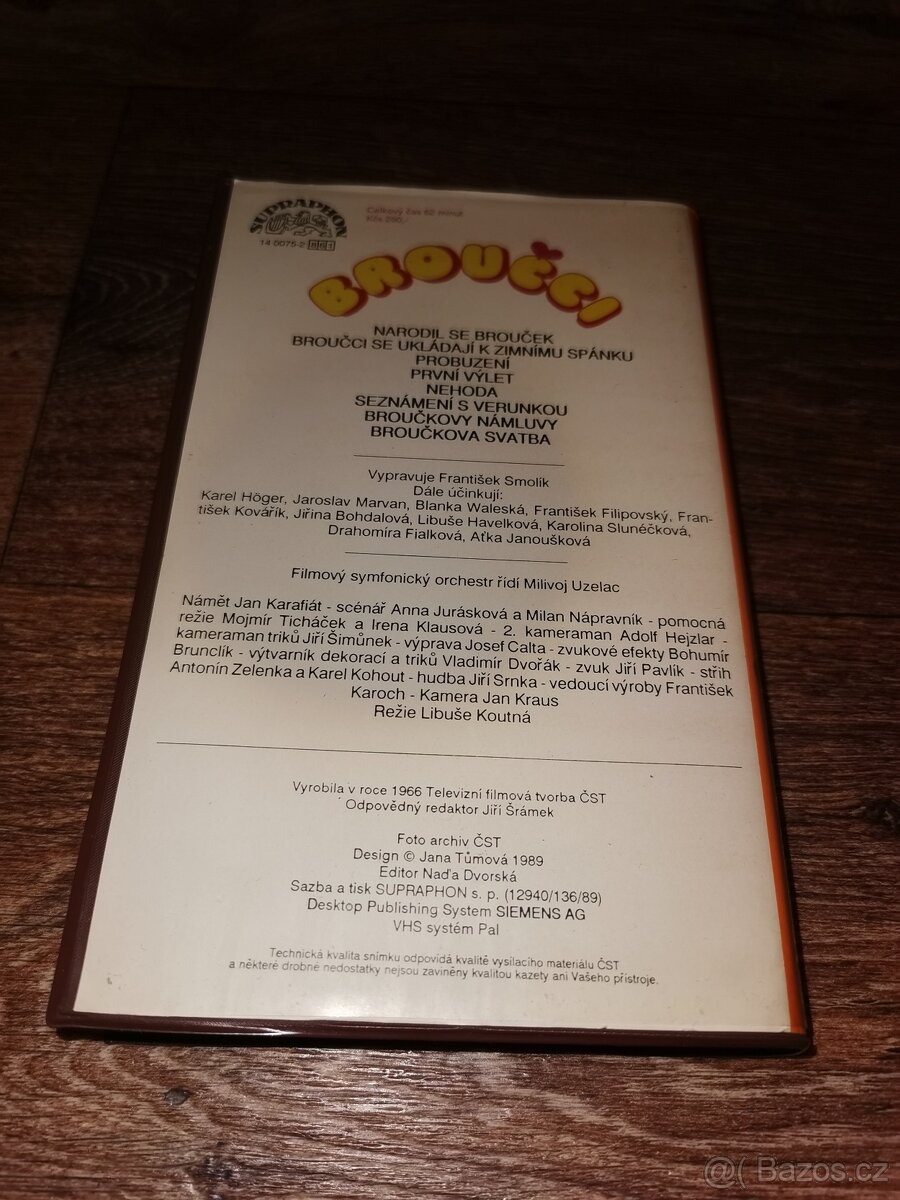 SUPRAPHON
14 0075-2 861
Celkový čas 62 minut
Kčs 290,-
BROUČCI
NARODIL SE BROUČEK
BROUČCI SE UKLÁDAJÍ K ZIMNÍMU SPÁNKU
PROBUZENÍ
PRVNÍ VÝLET
NEHODA
SEZNÁMENÍ S VERUNKOU
BROUČKOVY NÁMLUVY
BROUČKOVA SVATBA
Vypravuje František Smolík
Dále účinkují:
Karel Höger, Jaroslav Marvan, Blanka Waleská, František Filipovský, Fran-
tišek Kovářík, Jiřina Bohdalová, Libuše Havelková, Karolina Slunéčková,
Drahomíra Fialková, Aťka Janoušková
Filmový symfonický orchestr řídí Milivoj Uzelac
Námět Jan Karafiát - scénář Anna Jurásková a Milan Nápravník - pomocná
režie Mojmír Ticháček a Irena Klausová - 2. kameraman Adolf Hejzlar -
kameraman triků Jiří Šimůnek - výprava Josef Calta - zvukové efekty Bohumír
Brunclík - výtvarník dekorací a triků Vladimír Dvořák - zvuk Jiří Pavlík - střih
Antonín Zelenka a Karel Kohout - hudba Jiří Srnka - vedoucí výroby František
Karoch - Kamera Jan Kraus
Režie Libuše Koutná
Vyrobila v roce 1966 Televizní filmová tvorba ČST
Odpovědný redaktor Jiří Šrámek
Foto archiv ČST
Design © Jana Tůmová 1989
Editor Naďa Dvorská
Sazba a tisk SUPRAPHON s. p. (12940/136/89)
Desktop Publishing System SIEMENS AG
VHS systém Pal
Technická kvalita snímku odpovídá kvalitě vysílacího materiálu ČST
a některé drobné nedostatky nejsou zaviněny kvalitou kazety ani Vašeho přístroje.
@( Bazos.cz